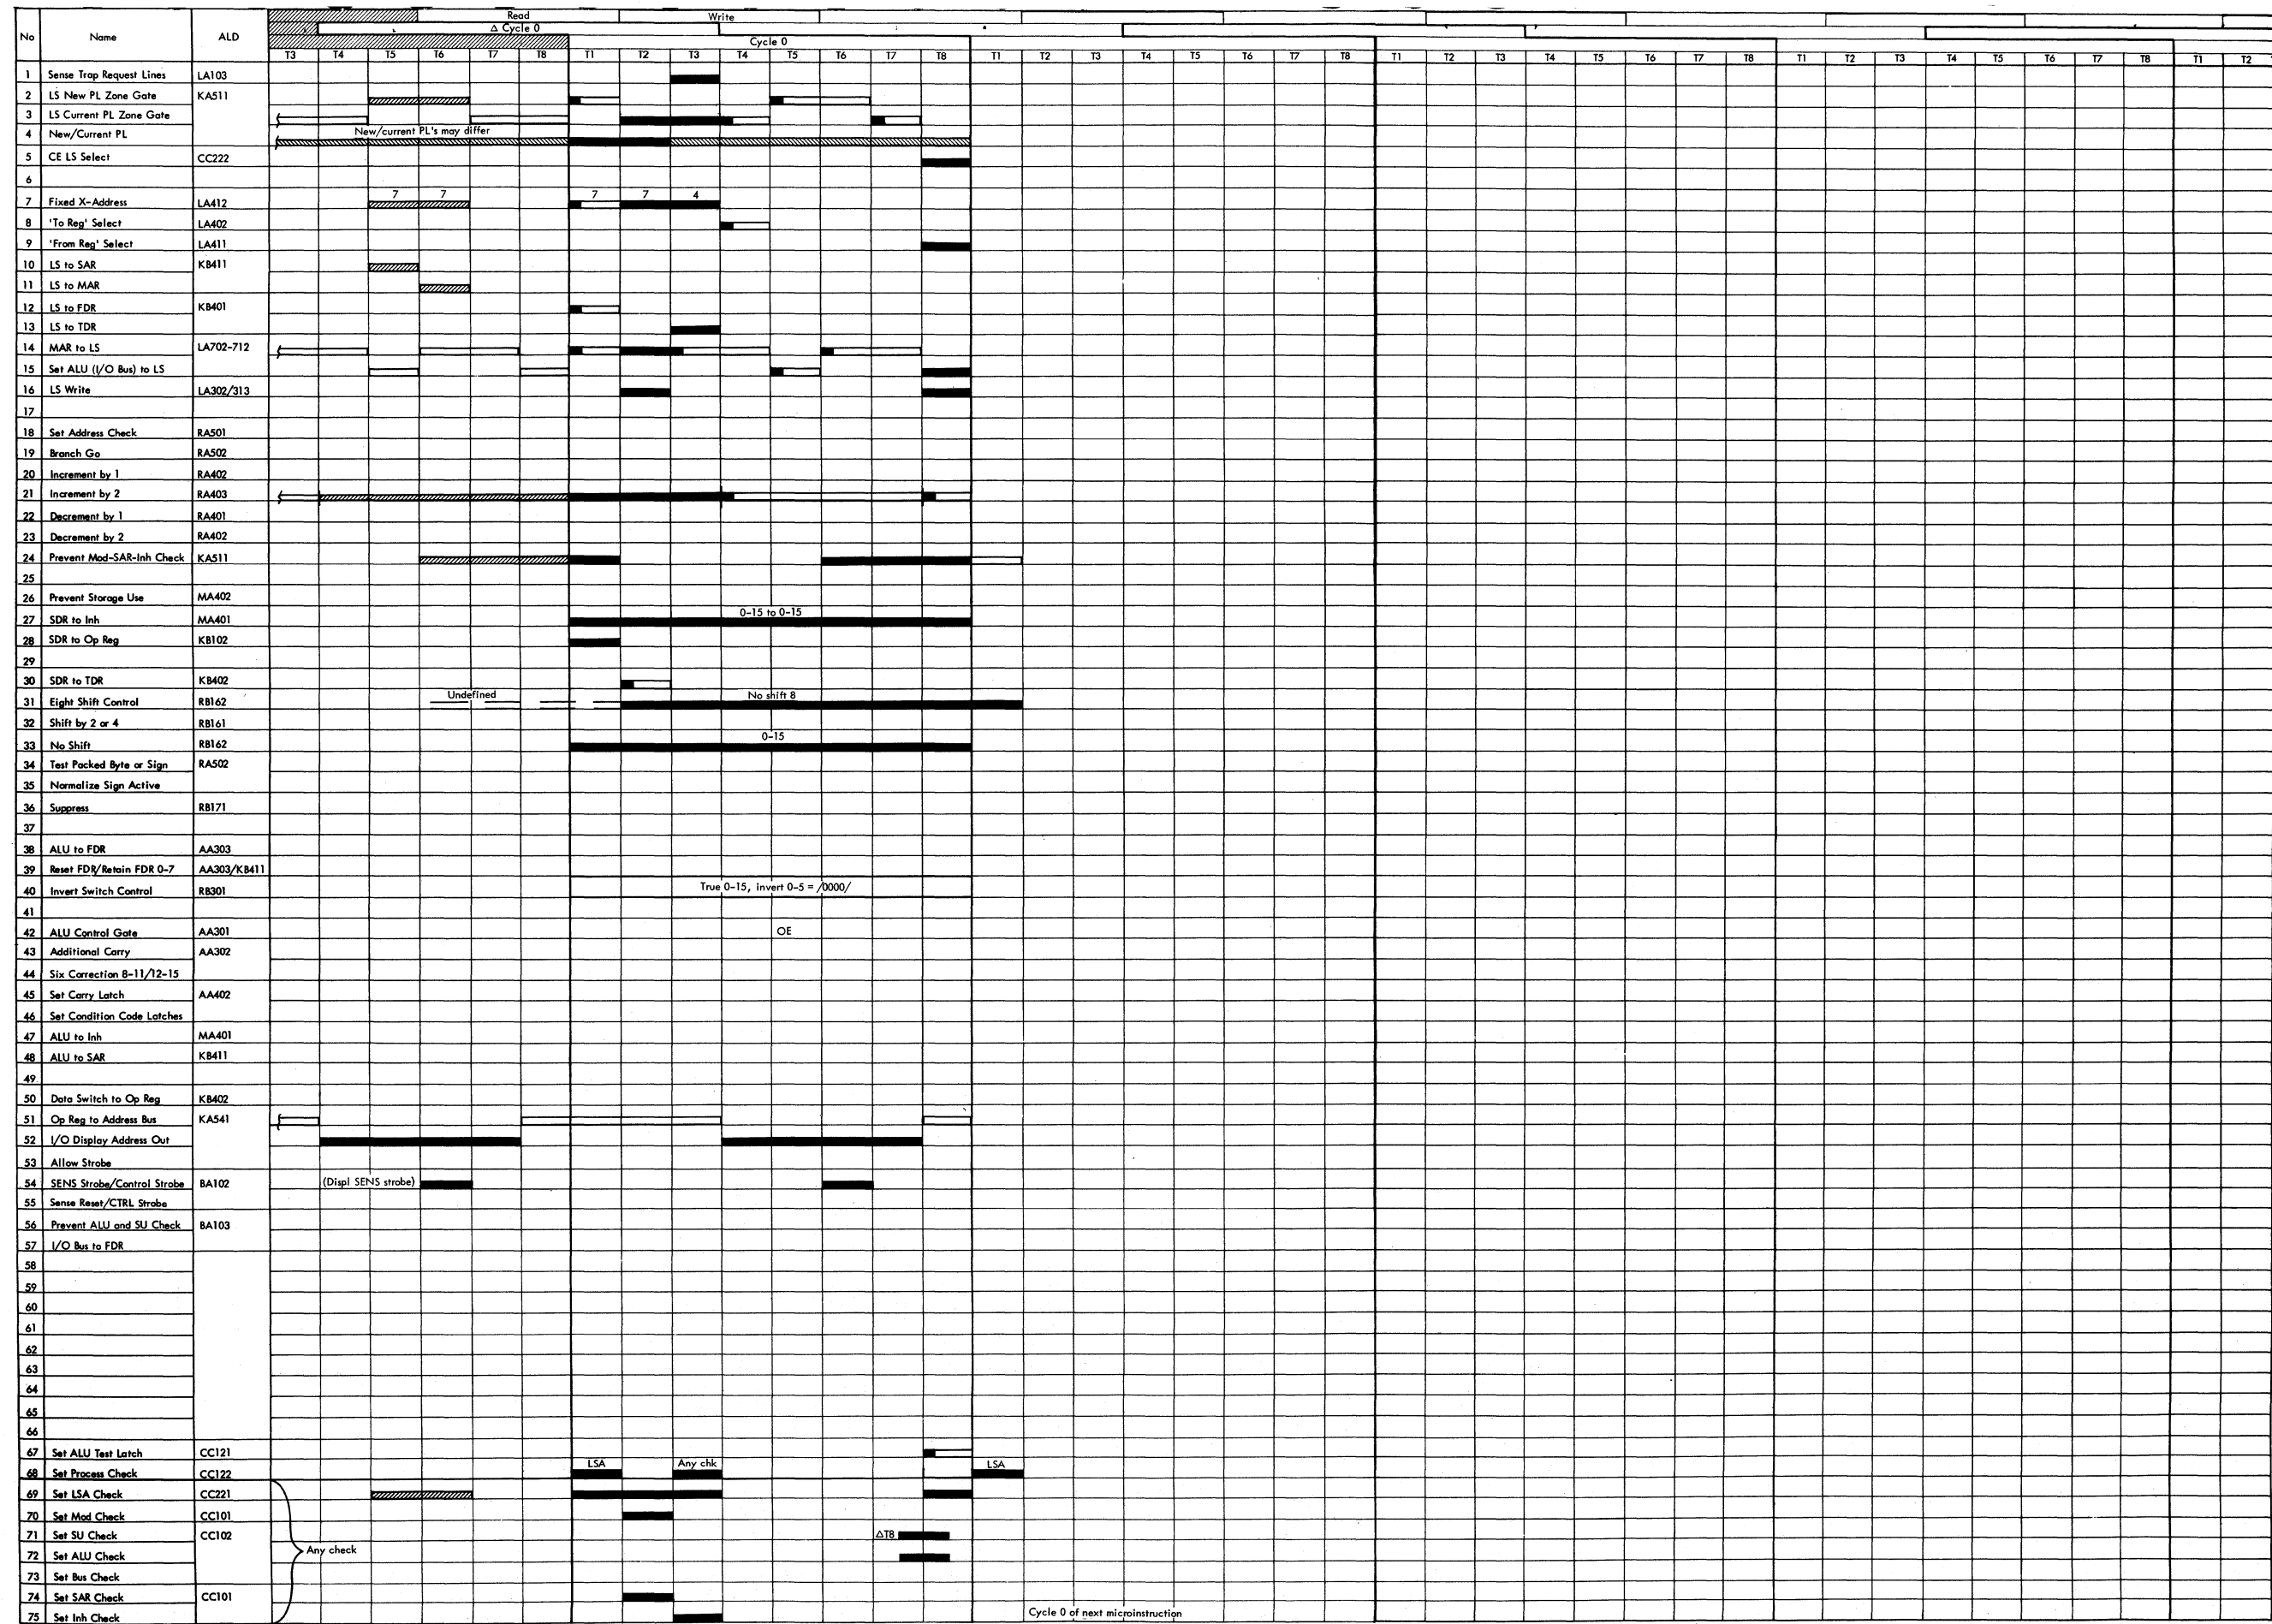 Read Write
No Name ALD Δ Cycle 0
Cycle 0
T3 T4 T5 T6 T7 T8 T1 T2 T3 T4 T5 T6 T7 T8 T1 T2 T3 T4 T5 T6 T7 T8 T1 T2 T3 T4 T5 T6 T7 T8 T1 T2 T3 T4 T5 T6 T7 T8 T1 T2
1 Sense Trap Request Lines LA103
2 LS New PL Zone Gate KA511
3 LS Current PL Zone Gate
4 New/Current PL New/current PL's may differ
5 CE LS Select CC222
6
7 7 7 7 4
7 Fixed X-Address LA412
8 'To Reg' Select LA402
9 'From Reg' Select LA411
10 LS to SAR KB411
11 LS to MAR
12 LS to FDR KB401
13 LS to TDR
14 MAR to LS LA702-712
15 Set ALU (I/O Bus) to LS
16 LS Write LA302/313
17
18 Set Address Check RA501
19 Branch Go RA502
20 Increment by 1 RA402
21 Increment by 2 RA403
22 Decrement by 1 RA401
23 Decrement by 2 RA402
24 Prevent Mod-SAR-Inh Check KA511
25
26 Prevent Storage Use MA402
0-15 to 0-15
27 SDR to Inh MA401
28 SDR to Op Reg KB102
29
30 SDR to TDR KB402
Undefined No shift 8
31 Eight Shift Control RB162
32 Shift by 2 or 4 RB161
0-15
33 No Shift RB162
34 Test Packed Byte or Sign RA502
35 Normalize Sign Active
36 Suppress RB171
37
38 ALU to FDR AA303
39 Reset FDR/Retain FDR 0-7 AA303/KB411
40 Invert Switch Control RB301 True 0-15, invert 0-5 = /0000/
41
42 ALU Control Gate AA301 OE
43 Additional Carry AA302
44 Six Correction 8-11/12-15
45 Set Carry Latch AA402
46 Set Condition Code Latches
47 ALU to Inh MA401
48 ALU to SAR KB411
49
50 Data Switch to Op Reg KB402
51 Op Reg to Address Bus KA541
52 I/O Display Address Out
53 Allow Strobe
54 SENS Strobe/Control Strobe BA102 (Displ SENS strobe)
55 Sense Reset/CTRL Strobe
56 Prevent ALU and SU Check BA103
57 I/O Bus to FDR
58
59
60
61
62
63
64
65
66
67 Set ALU Test Latch CC121
LSA Any chk LSA
68 Set Process Check CC122
69 Set LSA Check CC221
70 Set Mod Check CC101
71 Set SU Check CC102 ΔT8
Any check
72 Set ALU Check
73 Set Bus Check
74 Set SAR Check CC101
75 Set Inh Check Cycle 0 of next microinstruction